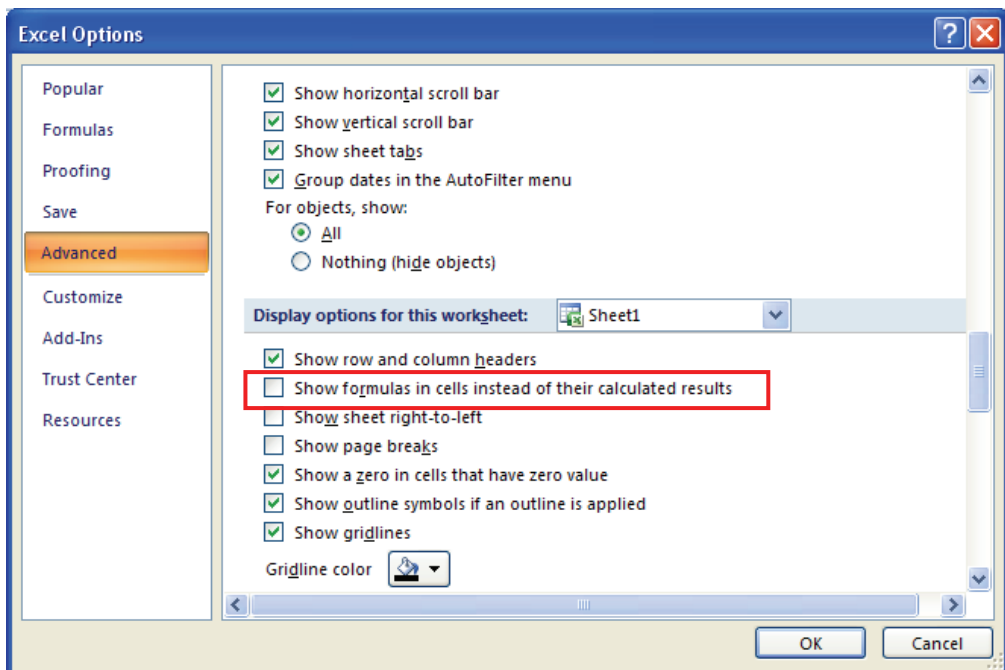 Excel Options
Popular
Formulas
Proofing
Save
Advanced
Customize
Add-Ins
Trust Center
Resources
Show horizontal scroll bar
Show vertical scroll bar
Show sheet tabs
Group dates in the AutoFilter menu
For objects, show:
All
Nothing (hide objects)
Display options for this worksheet: Sheet1
Show row and column headers
Show formulas in cells instead of their calculated results
Show sheet right-to-left
Show page breaks
Show a zero in cells that have zero value
Show outline symbols if an outline is applied
Show gridlines
Gridline color
OK Cancel